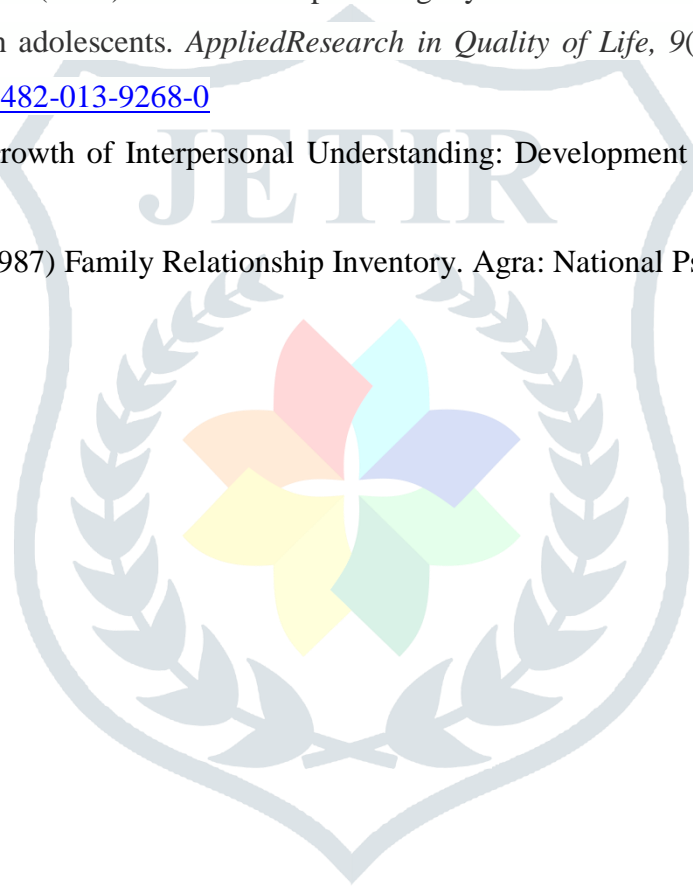 n adolescents. AppliedResearch in Quality of Life, 9(
482-013-9268-0
rowth of Interpersonal Understanding: Development
JETIR
987) Family Relationship Inventory. Agra: National Ps